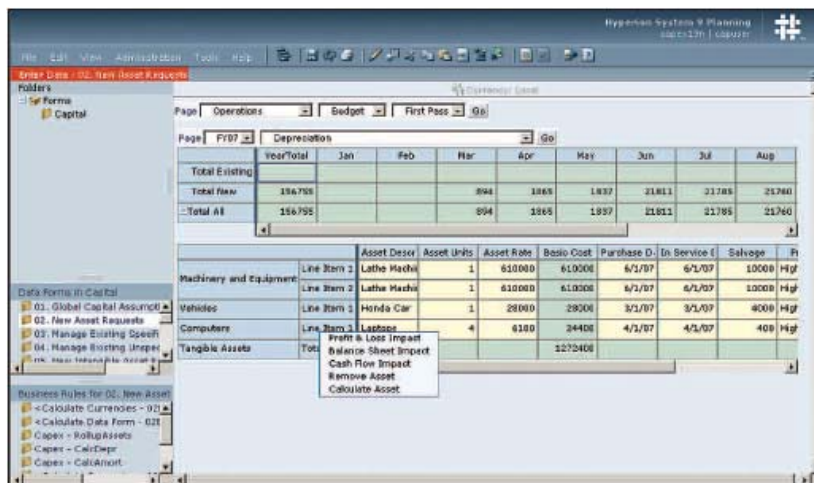 Hyperion System 9 Planning
File Edit View Administration Tools Help
Enter Data : 02. New Asset Requests
Folders
Forms
Capital
Currency: Local
Page Operations Budget First Pass Go
Page FY07 Depreciation Go
YearTotal Jan Feb Mar Apr May Jun Jul Aug
Total Existing
Total New 156755 894 1865 1837 21811 21785 21760
Total All 156755 894 1865 1837 21811 21785 21760
Asset Descr Asset Units Asset Rate Basic Cost Purchase D In Service Salvage
Machinery and Equipment Line Item 1 Lathe Machi 1 610000 610000 6/1/07 6/1/07 10000 High
Line Item 2 Lathe Machi 1 610000 610000 6/1/07 6/1/07 10000 High
Vehicles Line Item 1 Honda Car 1 28000 28000 3/1/07 3/1/07 4000 High
Computers Line Item 1 Laptops 4 6100 24400 4/1/07 4/1/07 400 High
Tangible Assets 1272400
Profit & Loss Impact
Balance Sheet Impact
Cash Flow Impact
Remove Asset
Calculate Asset
Data Forms in Capital
01. Global Capital Assumpti
02. New Asset Requests
03. Manage Existing Specifi
04. Manage Existing Unspec
05. New Intangible Asset
Business Rules for 02. New Asset
<Calculate Currencies - 02
<Calculate Data Form - 02
Capex - RollupAssets
Capex - CalcDepr
Capex - CalcAmort